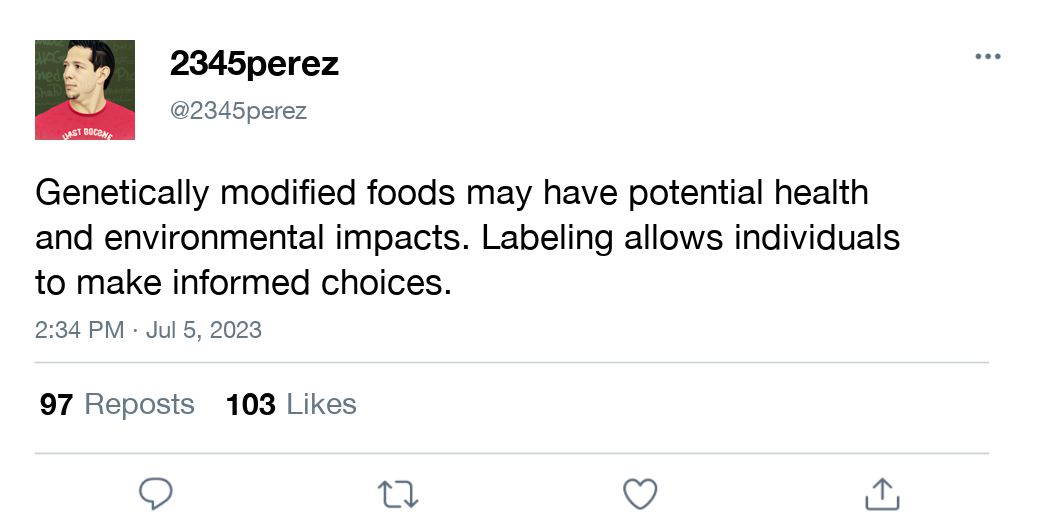 2345perez
@2345perez
Genetically modified foods may have potential health
and environmental impacts. Labeling allows individuals
to make informed choices.
2:34 PM · Jul 5, 2023
97 Reposts 103 Likes